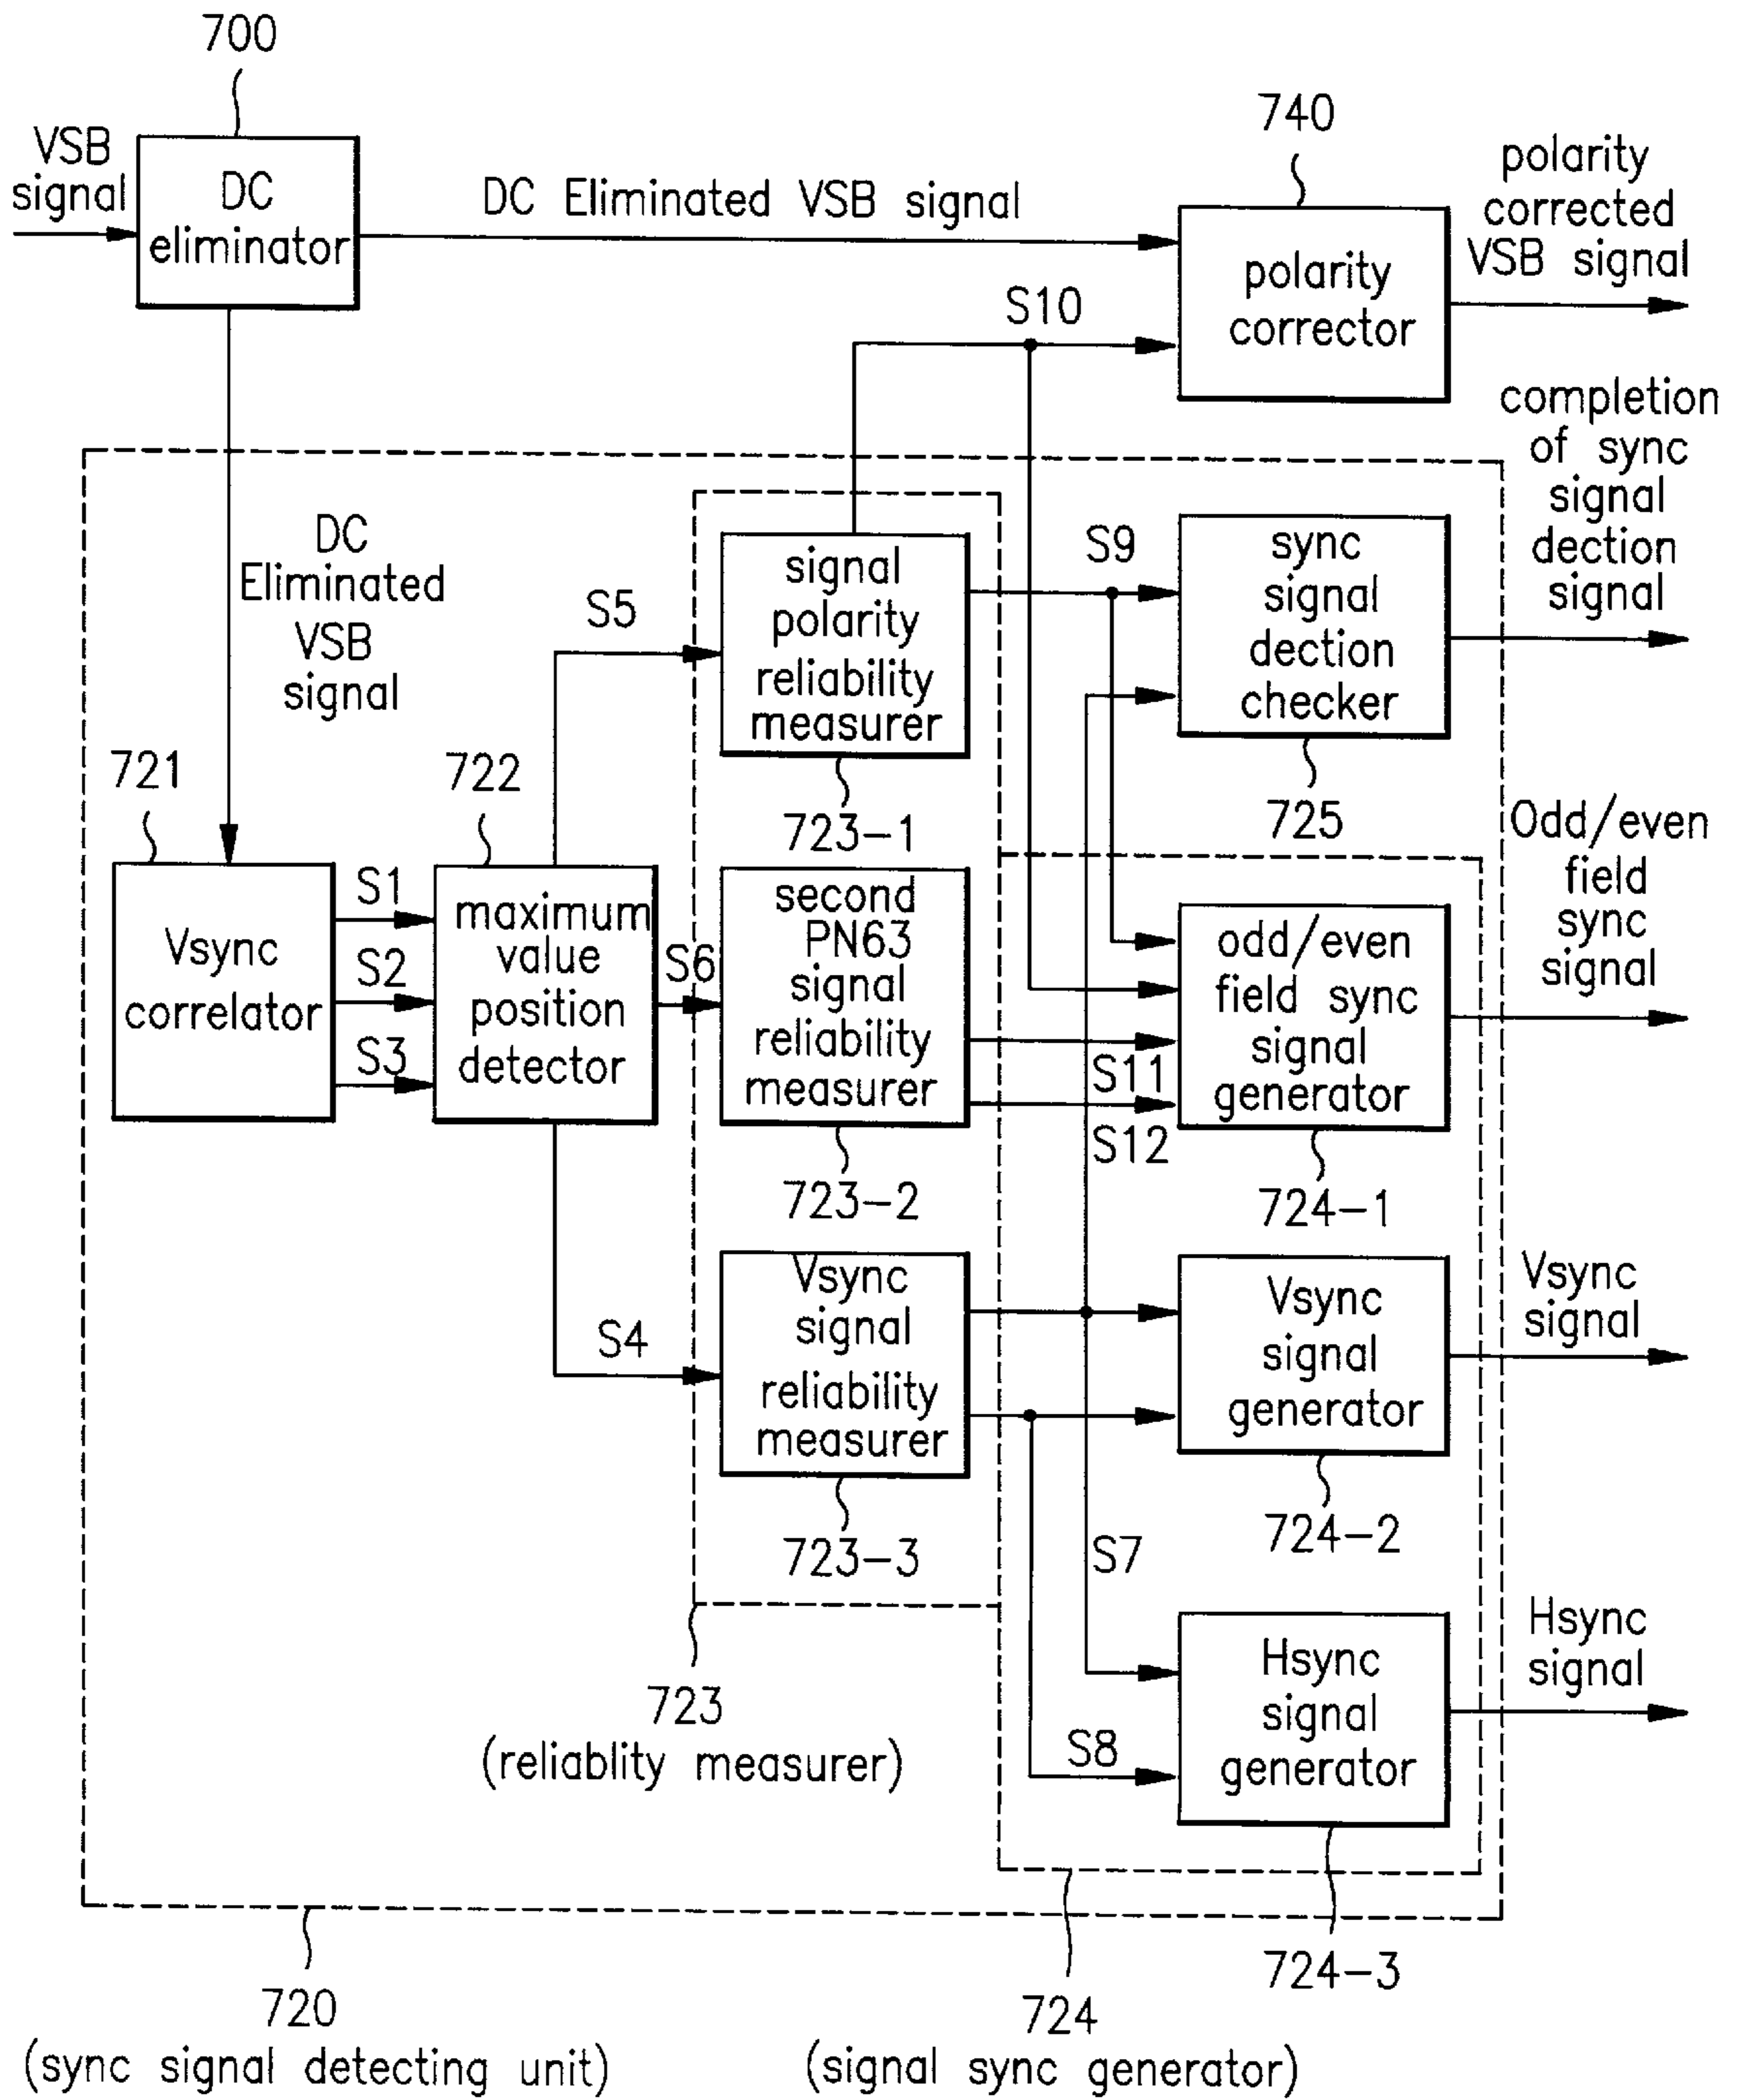 700
VSB
signal
DC
eliminator
DC Eliminated VSB signal
740
polarity
corrector
polarity
corrected
VSB signal
S10
completion
of sync
signal
dection
signal
DC
Eliminated
VSB
signal
S5
signal
polarity
reliability
measurer
723-1
S9
sync
signal
dection
checker
725
721
Vsync
correlator
S1
S2
S3
722
maximum
value
position
detector
S6
second
PN63
signal
reliability
measurer
723-2
S11
S12
odd/even
field sync
signal
generator
724-1
Odd/even
field
sync
signal
S4
Vsync
signal
reliability
measurer
723-3
Vsync
signal
generator
724-2
Vsync
signal
S7
S8
Hsync
signal
generator
724-3
Hsync
signal
723
(reliablity measurer)
720
(sync signal detecting unit)
724
(signal sync generator)